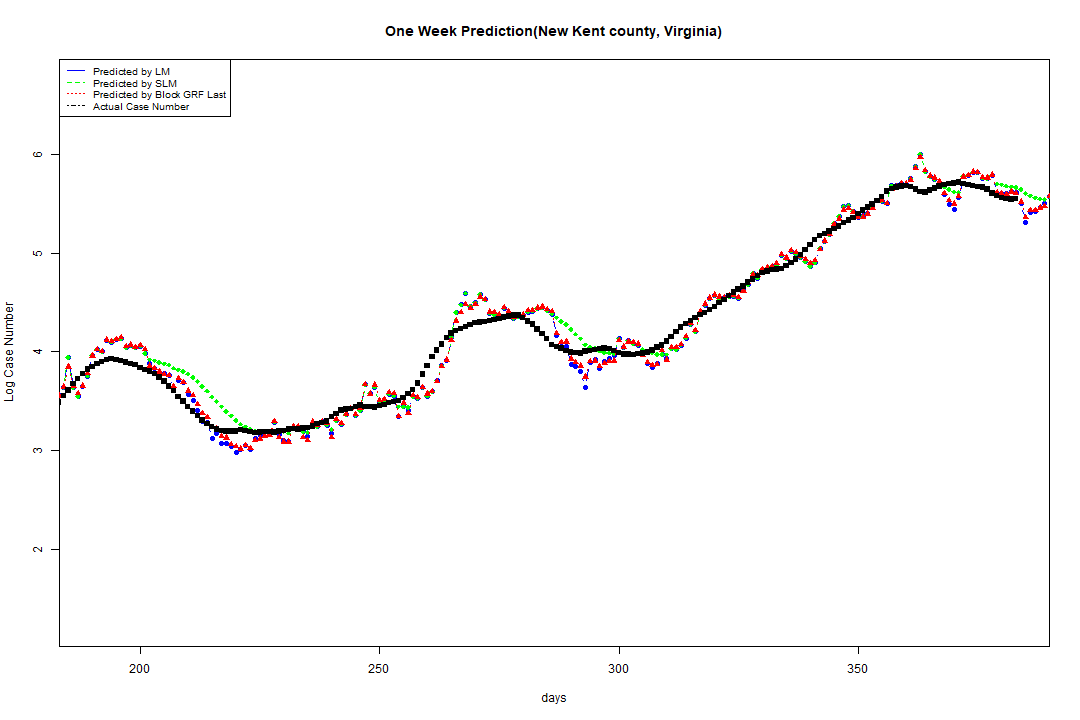 One Week Prediction(New Kent county, Virginia)
Predicted by LM
Predicted by SLM
Predicted by Block GRF Last
Actual Case Number
Log Case Number
6
5
4
3
2
200 250 300 350
days